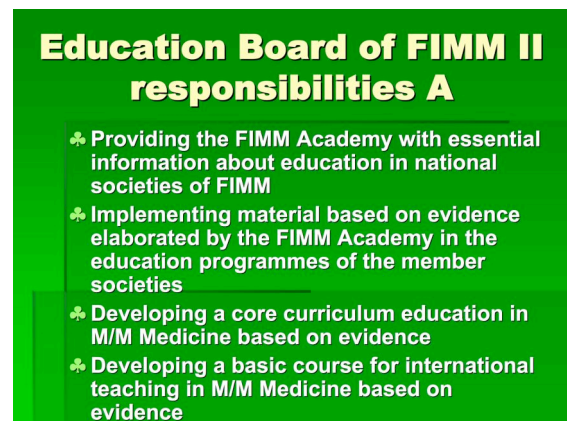 Education Board of FIMM II
responsibilities A
Providing the FIMM Academy with essential
information about education in national
societies of FIMM
Implementing material based on evidence
elaborated by the FIMM Academy in the
education programmes of the member
societies
Developing a core curriculum education in
M/M Medicine based on evidence
Developing a basic course for international
teaching in M/M Medicine based on
evidence